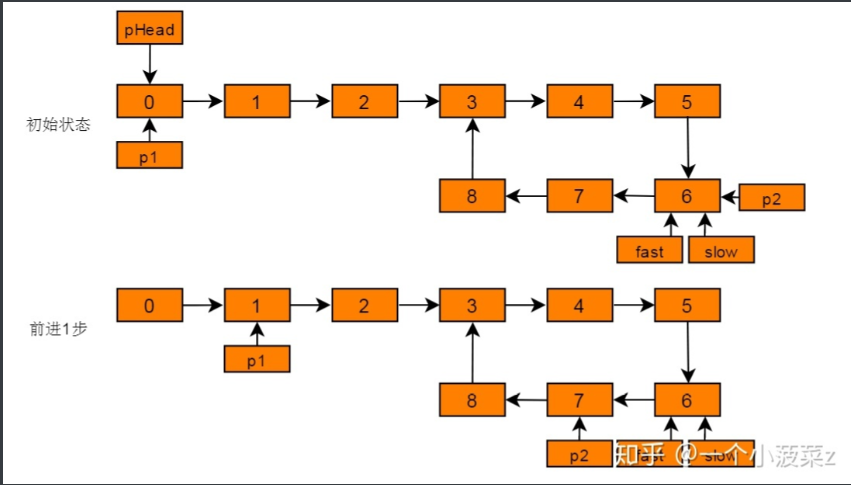 pHead
0 1 2 3 4 5
初始状态
p1
8 7 6 p2
fast slow
0 1 2 3 4 5
前进1步
p1
8 7 6
p2 fast slow
知乎 @一个小菠菜z